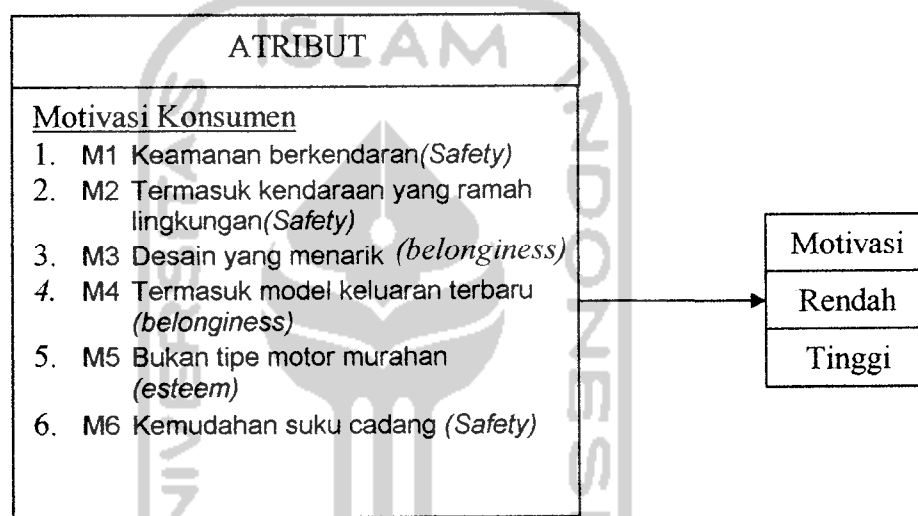 ATRIBUT
Motivasi Konsumen
1. M1 Keamanan berkendaran(Safety)
2. M2 Termasuk kendaraan yang ramah
lingkungan(Safety)
3. M3 Desain yang menarik (belonginess)
4. M4 Termasuk model keluaran terbaru
(belonginess)
5. M5 Bukan tipe motor murahan
(esteem)
6. M6 Kemudahan suku cadang (Safety)
Motivasi
Rendah
Tinggi
ISLAM